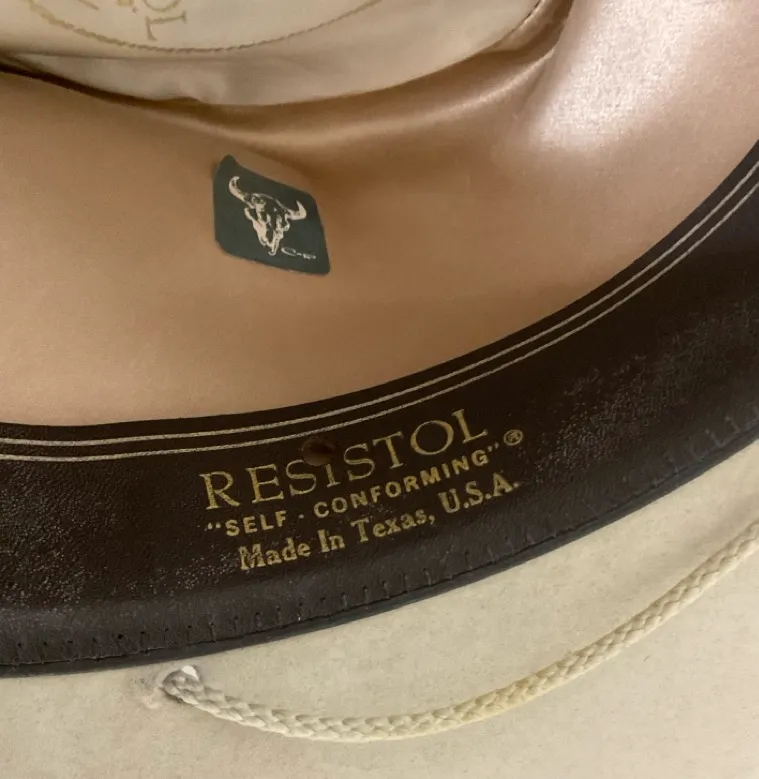 RESISTOL®
"SELF-CONFORMING"
Made In Texas, U.S.A.